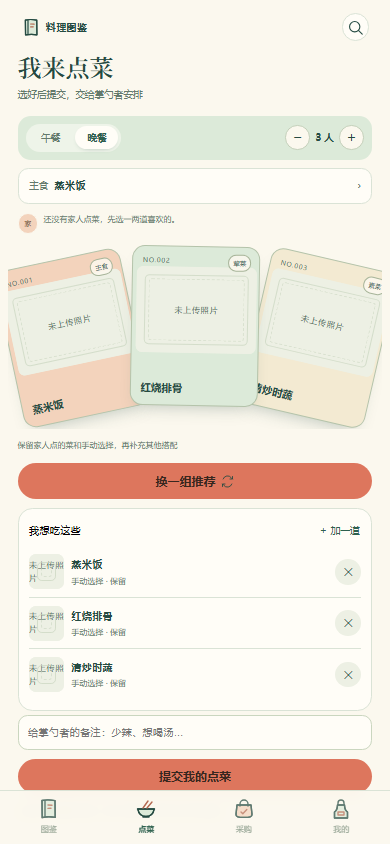 料理图鉴
我来点菜
选好后提交，交给掌勺者安排
午餐 晚餐 − 3 人 +
主食 蒸米饭 ›
家 还没有家人点菜，先选一两道喜欢的。
NO.001 主食
未上传照片
蒸米饭
NO.002 荤菜
未上传照片
红烧排骨
NO.003 素菜
未上传照片
清炒时蔬
保留家人点的菜和手动选择，再补充其他搭配
换一组推荐
我想吃这些 + 加一道
未上传照片
蒸米饭
手动选择 · 保留
未上传照片
红烧排骨
手动选择 · 保留
未上传照片
清炒时蔬
手动选择 · 保留
给掌勺者的备注：少辣、想喝汤...
提交我的点菜
图鉴 点菜 采购 我的